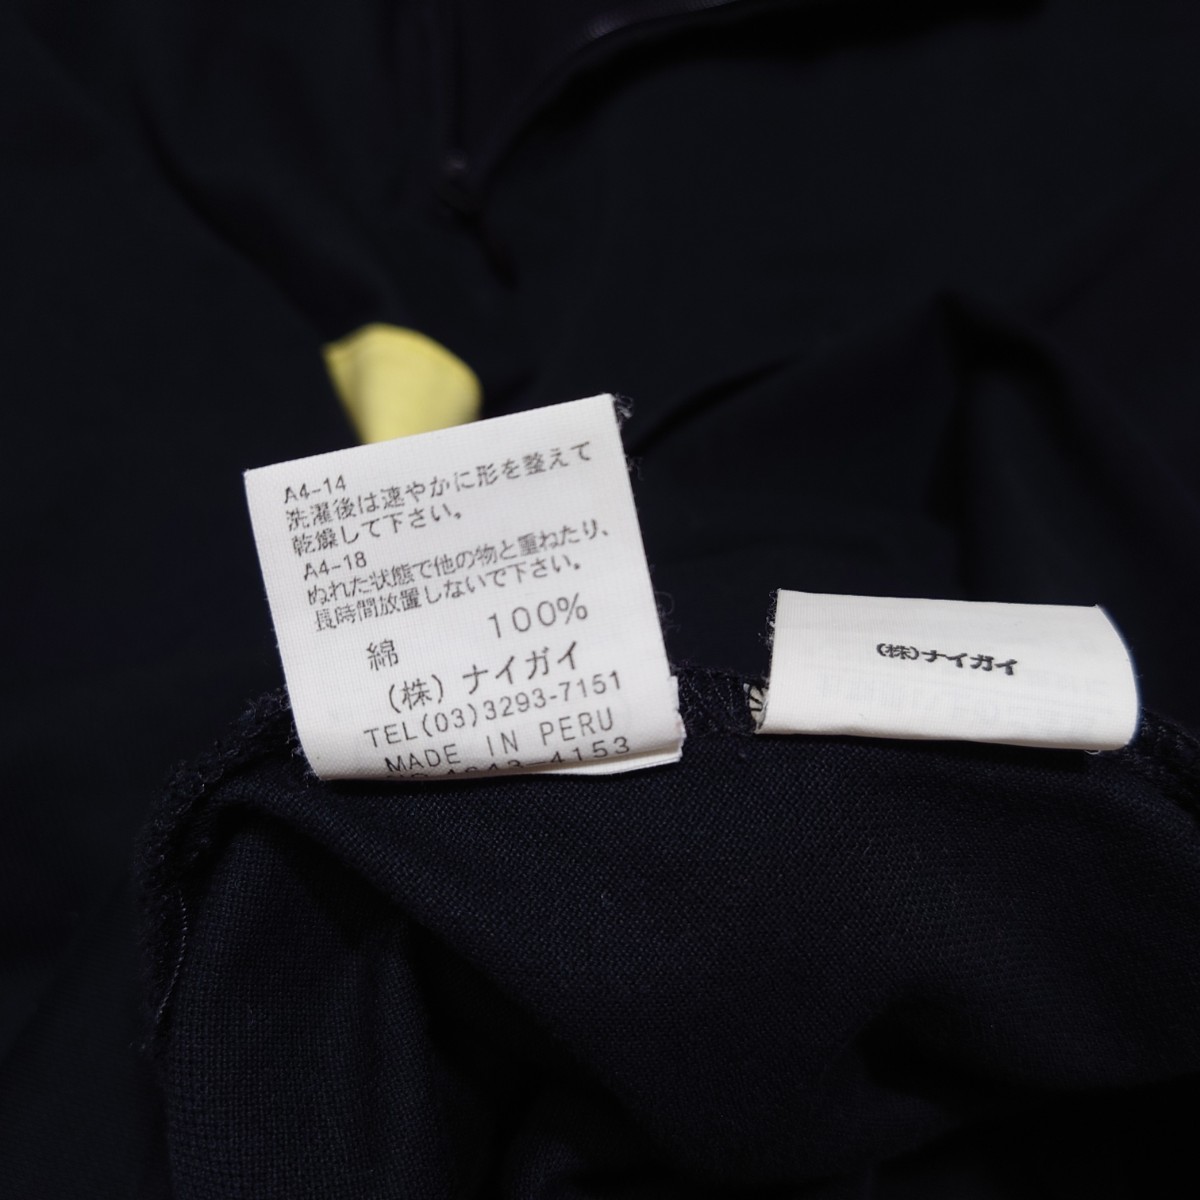 A4-14
洗濯後は速やかに形を整えて
乾燥して下さい。
A4-18
ぬれた状態で他の物と重ねたり、
長時間放置しないで下さい。
綿 100%
(株) ナイガイ
TEL(03)3293-7151
MADE IN PERU
4153
(株)ナイガイ